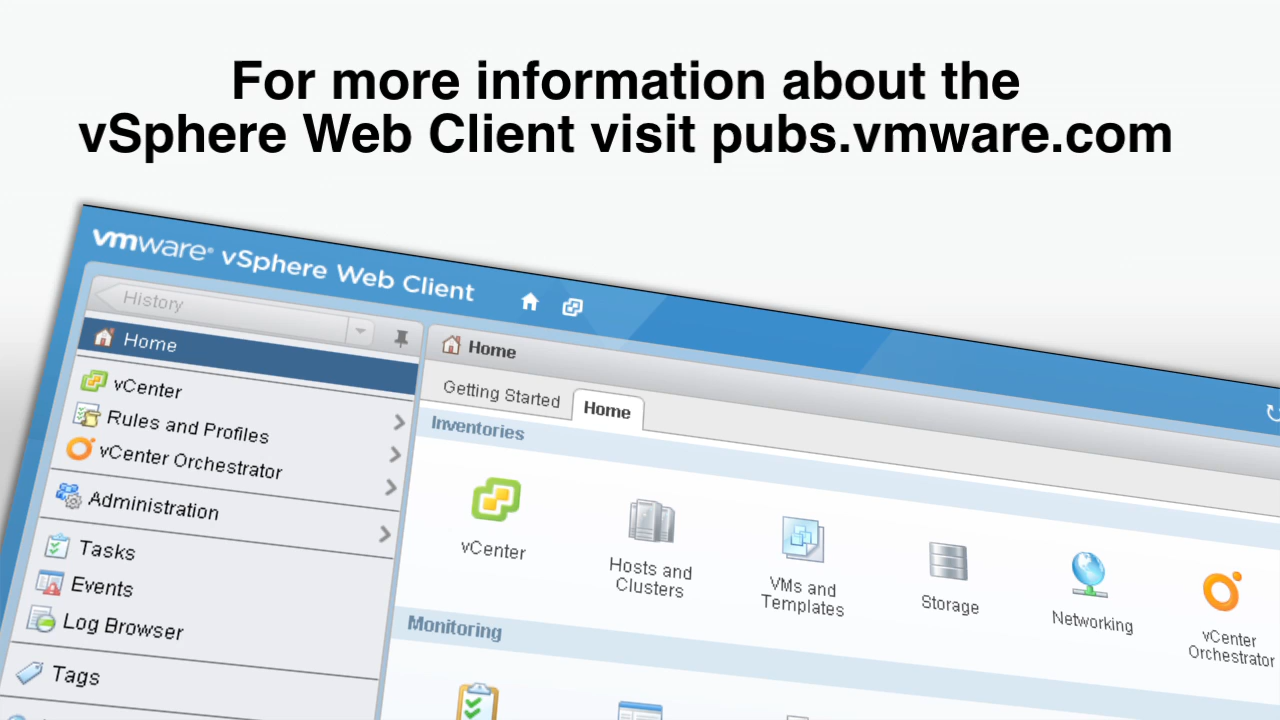 For more information about the
vSphere Web Client visit pubs.vmware.com
vmware® vSphere Web Client
History
Home
vCenter
Rules and Profiles
vCenter Orchestrator
Administration
Tasks
Events
Log Browser
Tags
Home
Getting Started
Home
Inventories
vCenter
Hosts and
Clusters
VMs and
Templates
Storage
Networking
vCenter
Orchestrator
Monitoring